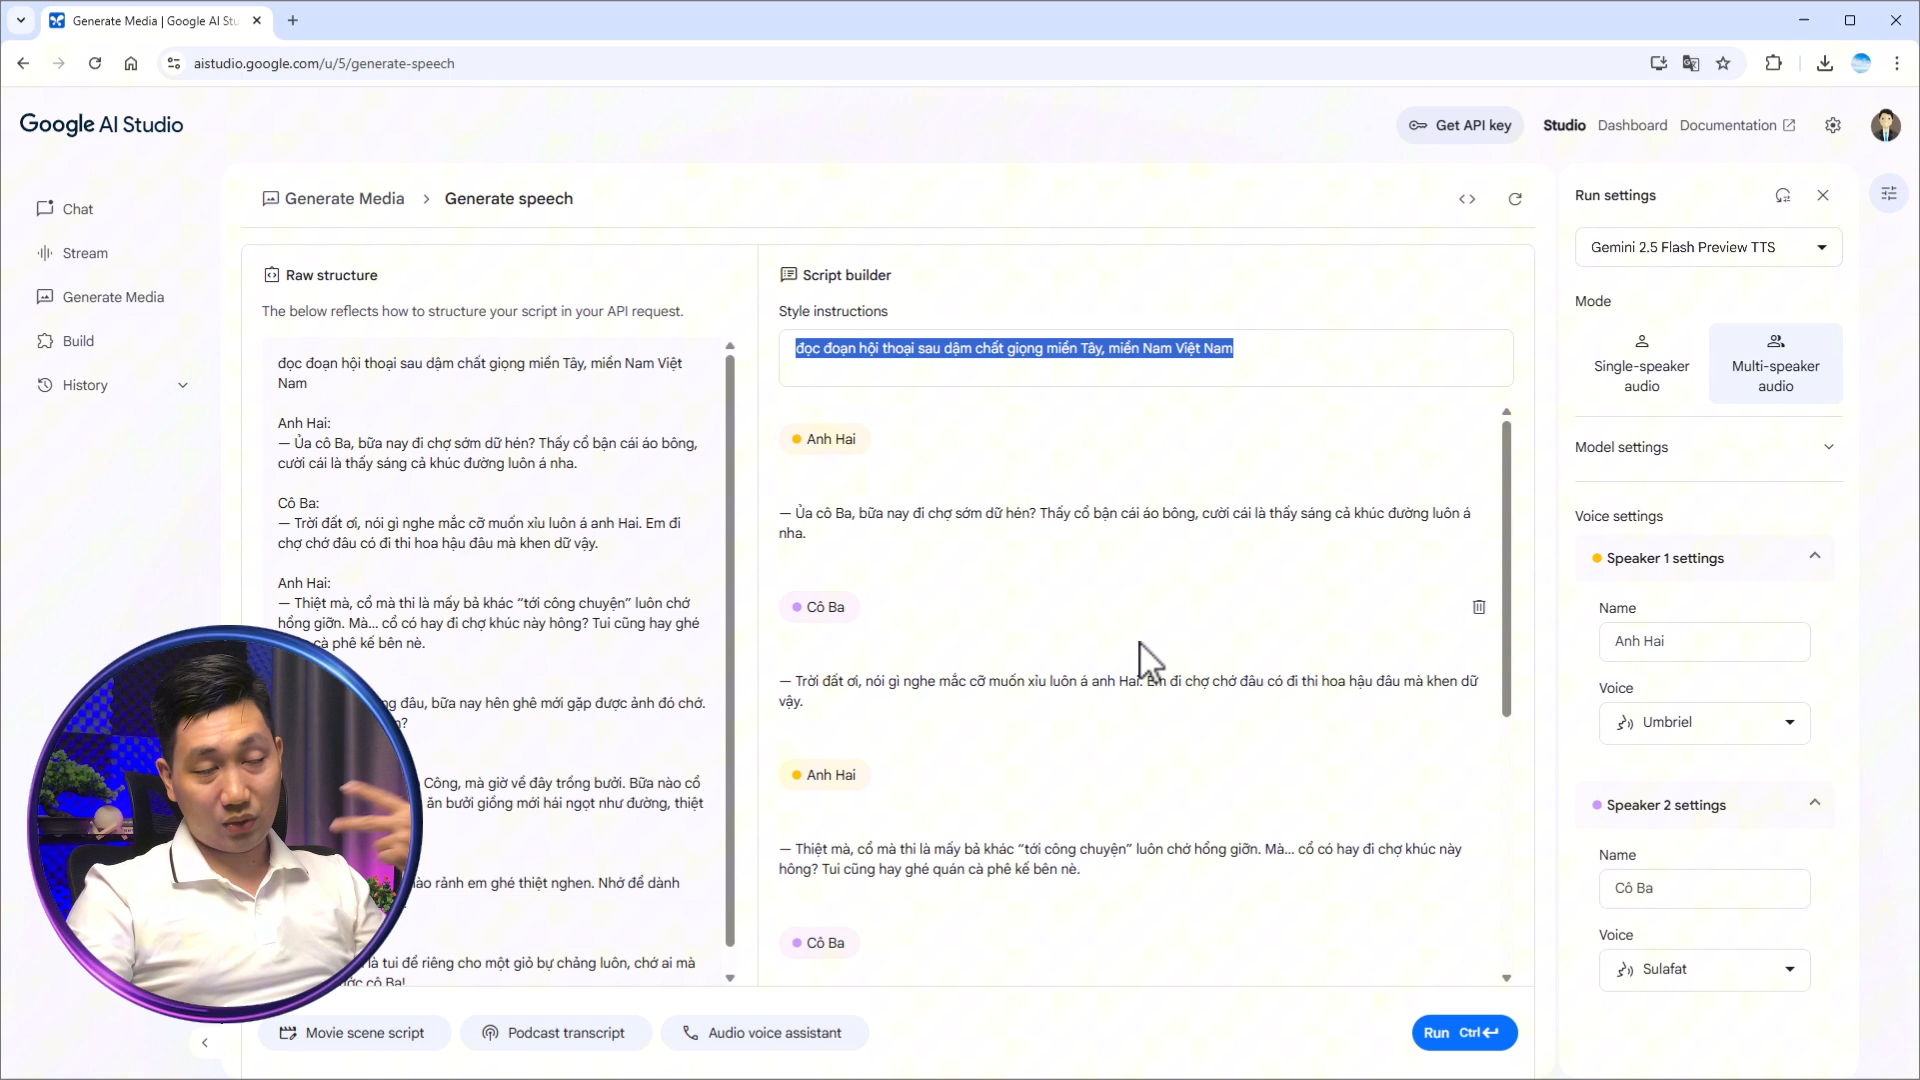 Generate Media | Google AI Stu
aistudio.google.com/u/5/generate-speech
Google AI Studio
Get API key
Studio
Dashboard
Documentation
Chat
Stream
Generate Media
Build
History
Generate Media > Generate speech
Raw structure
The below reflects how to structure your script in your API request.
đọc đoạn hội thoại sau dậm chất giọng miền Tây, miền Nam Việt
Nam
Anh Hai:
— Ủa cô Ba, bữa nay đi chợ sớm dữ hén? Thấy cổ bận cái áo bông,
cười cái là thấy sáng cả khúc đường luôn á nha.
Cô Ba:
— Trời đất ơi, nói gì nghe mắc cỡ muốn xỉu luôn á anh Hai. Em đi
chợ chớ đâu có đi thi hoa hậu đâu mà khen dữ vậy.
Anh Hai:
— Thiệt mà, cổ mà thi là mấy bả khác “tới công chuyện” luôn chớ
hổng giỡn. Mà... cổ có hay đi chợ khúc này hông? Tui cũng hay ghé
cà phê kế bên nè.
đâu, bữa nay hên ghê mới gặp được ảnh đó chớ.
Công, mà giờ về đây trồng bưởi. Bữa nào cổ
ăn bưởi giống mới hái ngọt như đường, thiệt
rảnh em ghé thiệt nghen. Nhớ để dành
là tui để riêng cho một giỏ bự chảng luôn, chớ ai mà
cô Ba!
Script builder
Style instructions
đọc đoạn hội thoại sau dậm chất giọng miền Tây, miền Nam Việt Nam
Anh Hai
— Ủa cô Ba, bữa nay đi chợ sớm dữ hén? Thấy cổ bận cái áo bông, cười cái là thấy sáng cả khúc đường luôn á
nha.
Cô Ba
— Trời đất ơi, nói gì nghe mắc cỡ muốn xỉu luôn á anh Hai. Em đi chợ chớ đâu có đi thi hoa hậu đâu mà khen dữ
vậy.
Anh Hai
— Thiệt mà, cổ mà thi là mấy bả khác “tới công chuyện” luôn chớ hổng giỡn. Mà... cổ có hay đi chợ khúc này
hông? Tui cũng hay ghé quán cà phê kế bên nè.
Cô Ba
Movie scene script
Podcast transcript
Audio voice assistant
Run Ctrl
Run settings
Gemini 2.5 Flash Preview TTS
Mode
Single-speaker
audio
Multi-speaker
audio
Model settings
Voice settings
Speaker 1 settings
Name
Anh Hai
Voice
Umbriel
Speaker 2 settings
Name
Cô Ba
Voice
Sulafat